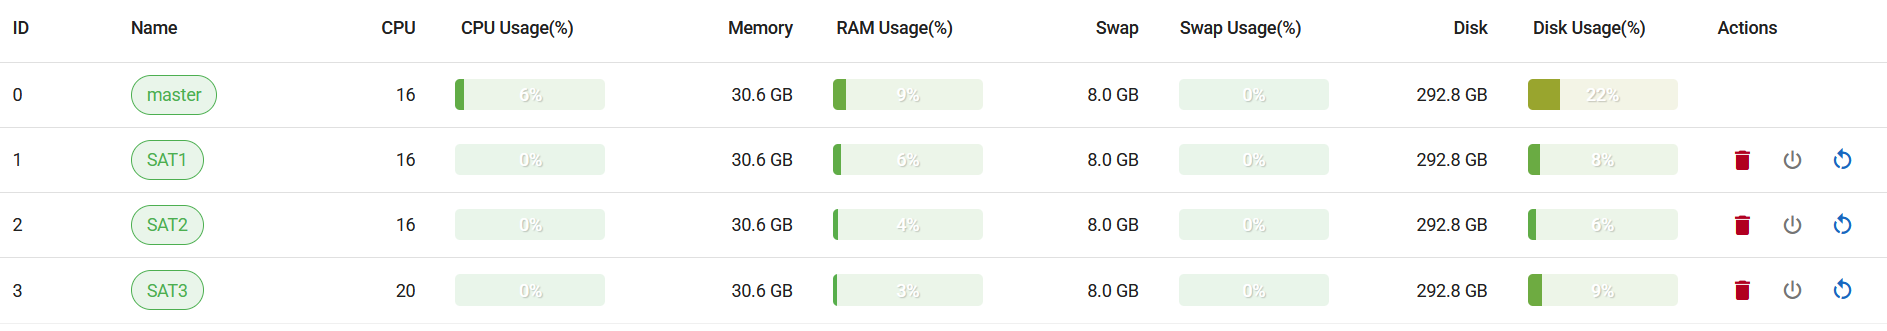 ID Name CPU CPU Usage(%) Memory RAM Usage(%) Swap Swap Usage(%) Disk Disk Usage(%) Actions
0 master 16 6% 30.6 GB 9% 8.0 GB 0% 292.8 GB 22%
1 SAT1 16 0% 30.6 GB 6% 8.0 GB 0% 292.8 GB 8%
2 SAT2 16 0% 30.6 GB 4% 8.0 GB 0% 292.8 GB 6%
3 SAT3 20 0% 30.6 GB 3% 8.0 GB 0% 292.8 GB 9%